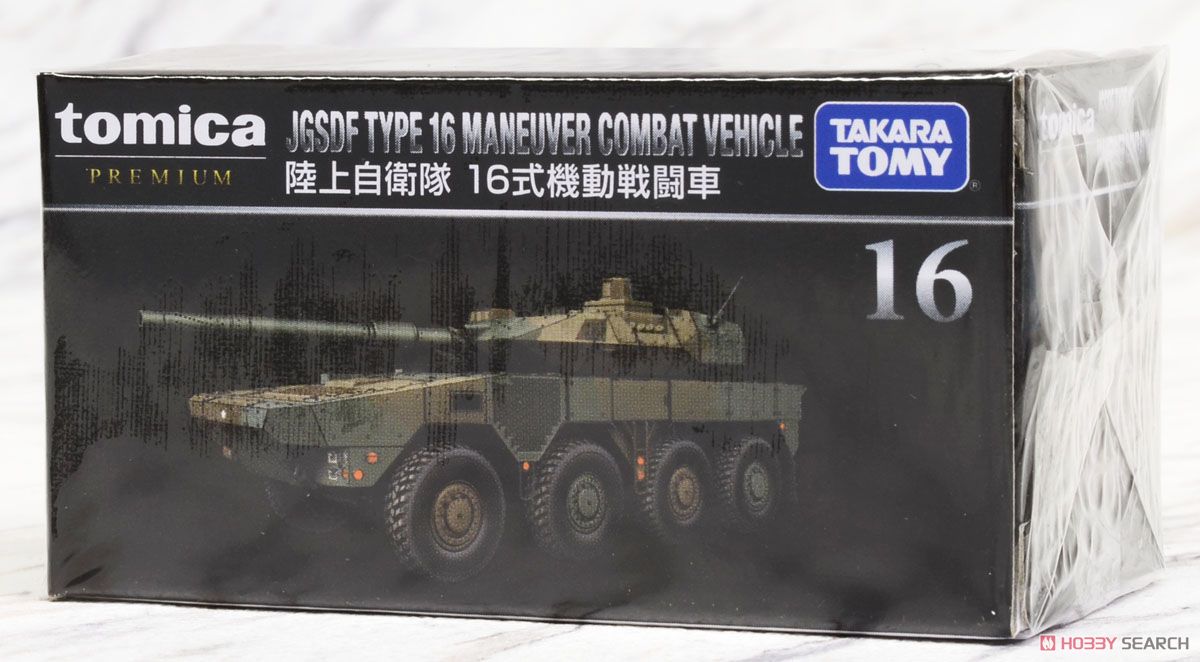 tomica
PREMIUM
JGSDF TYPE 16 MANEUVER COMBAT VEHICLE
陸上自衛隊 16式機動戦闘車
TAKARA
TOMY
®
16
tomica
HOBBY SEARCH